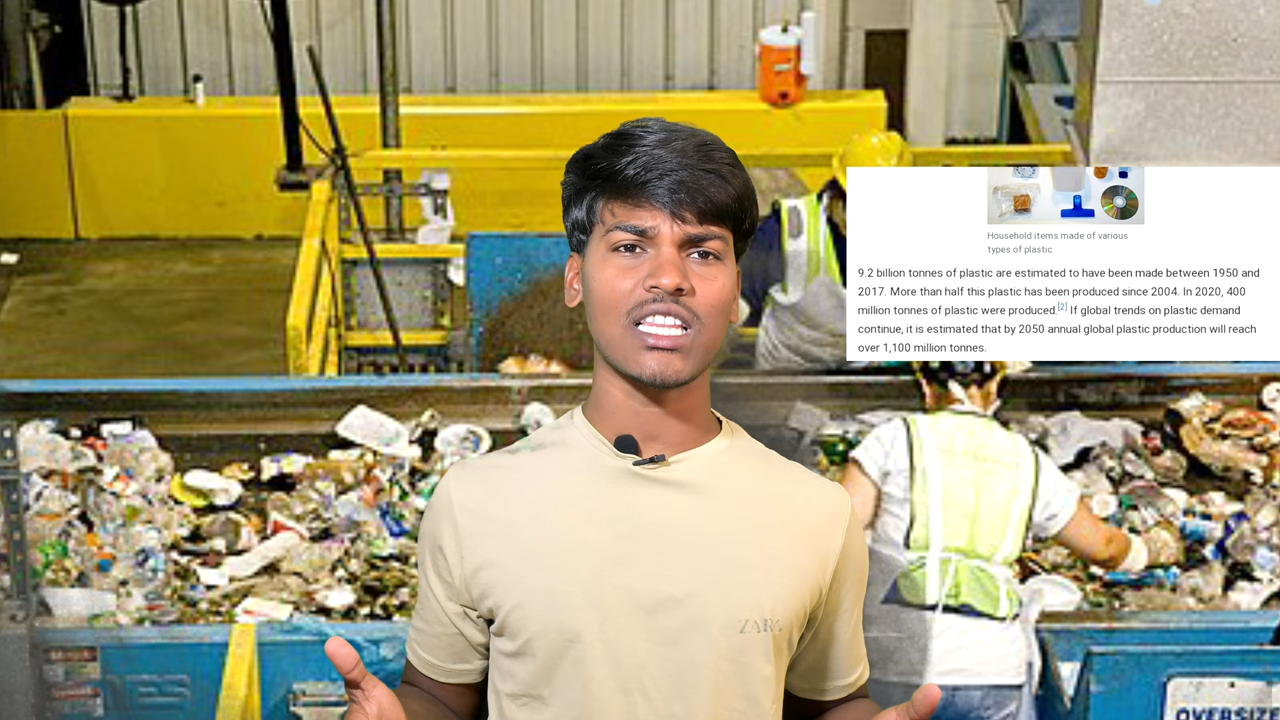 Household items made of various
types of plastic
9.2 billion tonnes of plastic are estimated to have been made between 1950 and
2017. More than half this plastic has been produced since 2004. In 2020, 400
million tonnes of plastic were produced.[2] If global trends on plastic demand
continue, it is estimated that by 2050 annual global plastic production will reach
over 1,100 million tonnes.
ZARA
OVERSIZE